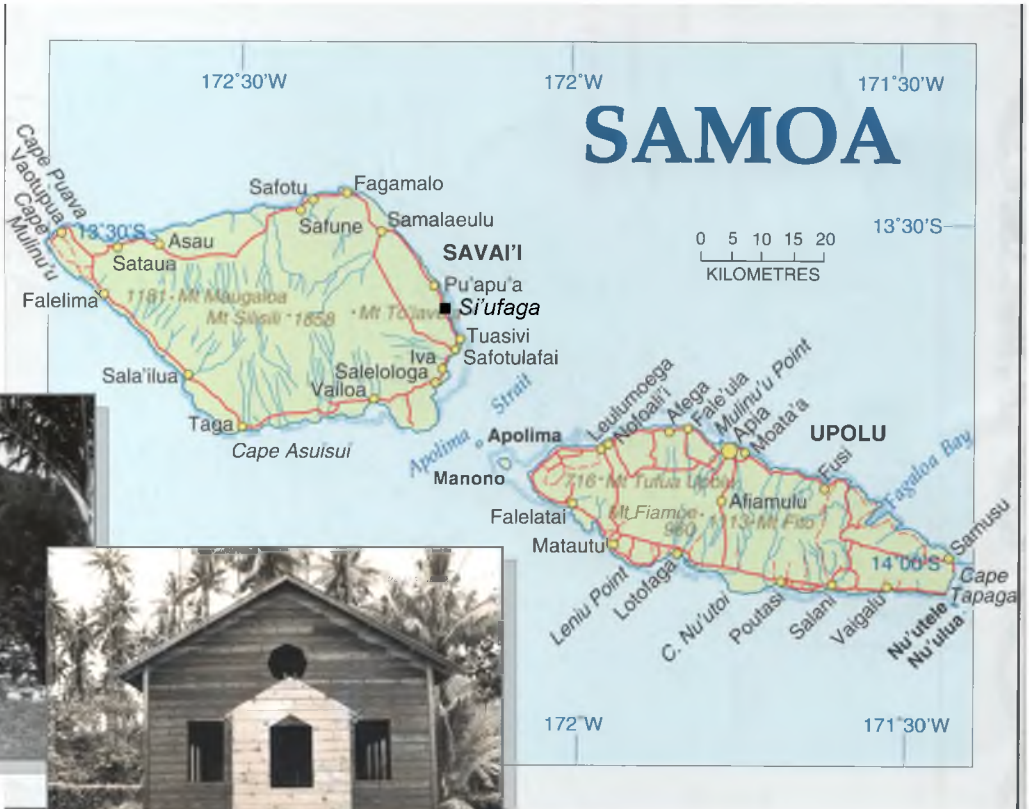 172°30'W
172°W
171°30'W
SAMOA
Cape Puava
Vaotupua
Cape
Mulinu'u
13°30'S
Safotu
Fagamalo
Safune
Samalaeulu
13°30'S
Asau
Sataua
SAVAI'I
0 5 10 15 20
KILOMETRES
Pu'apu'a
Falelima
1181 · Mt Maugaloa
Mt Silisili · 1858
Si'ufaga
Tuasivi
Iva
Safotulafai
Sala'ilua
Salelologa
Vailoa
Taga
Cape Asuisui
Apolima Strait
Apolima
Manono
Leulumoega
Nofoali'i
Afega
Fale'ula
Mulinu'u Point
Apia
Moata'a
UPOLU
Fusi
Fagaloa Bay
Samusu
716 · Mt Tufua Upolu
Afiamulu
Mt Fiamoe ·
960
1113 · Mt Fito
Falelatai
Matautu
14°00'S
Cape
Tapaga
Leniu Point
Lotofaga
C. Nu'utoi
Poutasi
Salani
Vaigalu
Nu'utele
Nu'ulua
172°W
171°30'W